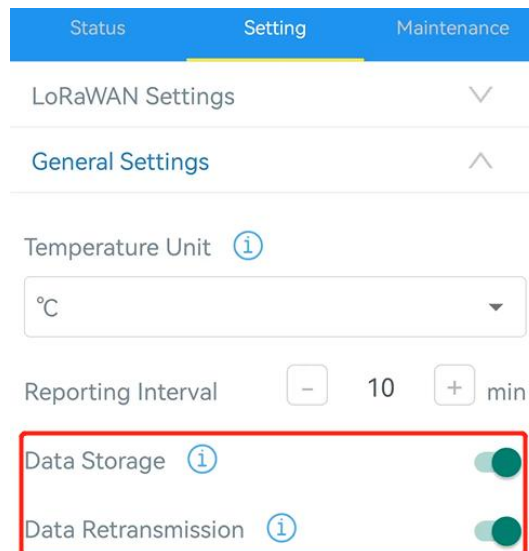 Status Setting Maintenance
LoRaWAN Settings
General Settings
Temperature Unit i
℃
Reporting Interval - 10 + min
Data Storage i
Data Retransmission i